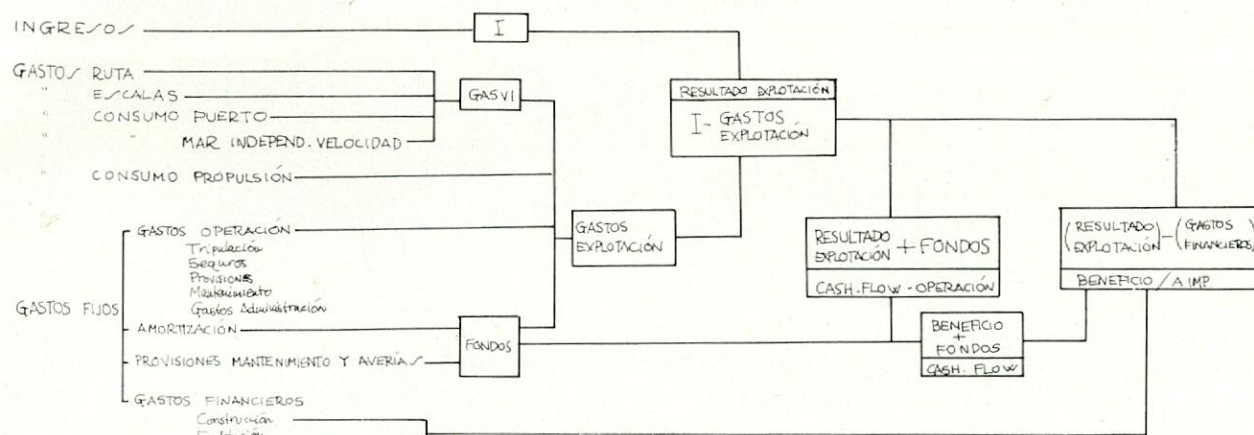 INGRESOS
I
GASTOS RUTA
" ESCALAS
" CONSUMO PUERTO
" " MAR INDEPEND. VELOCIDAD
" CONSUMO PROPULSIÓN
GASVI
RESULTADO EXPLOTACIÓN
I - GASTOS
EXPLOTACIÓN
GASTOS
EXPLOTACIÓN
GASTOS FIJOS
GASTOS OPERACIÓN
Tripulación
Seguros
Provisiones
Mantenimiento
Gastos Administración
AMORTIZACIÓN
PROVISIONES MANTENIMIENTO Y AVERÍAS
GASTOS FINANCIEROS
Construcción
FONDOS
RESULTADO
EXPLOTACIÓN + FONDOS
CASH.FLOW-OPERACIÓN
(RESULTADO EXPLOTACIÓN) - (GASTOS FINANCIEROS)
BENEFICIO / A IMP.
BENEFICIO
+
FONDOS
CASH. FLOW